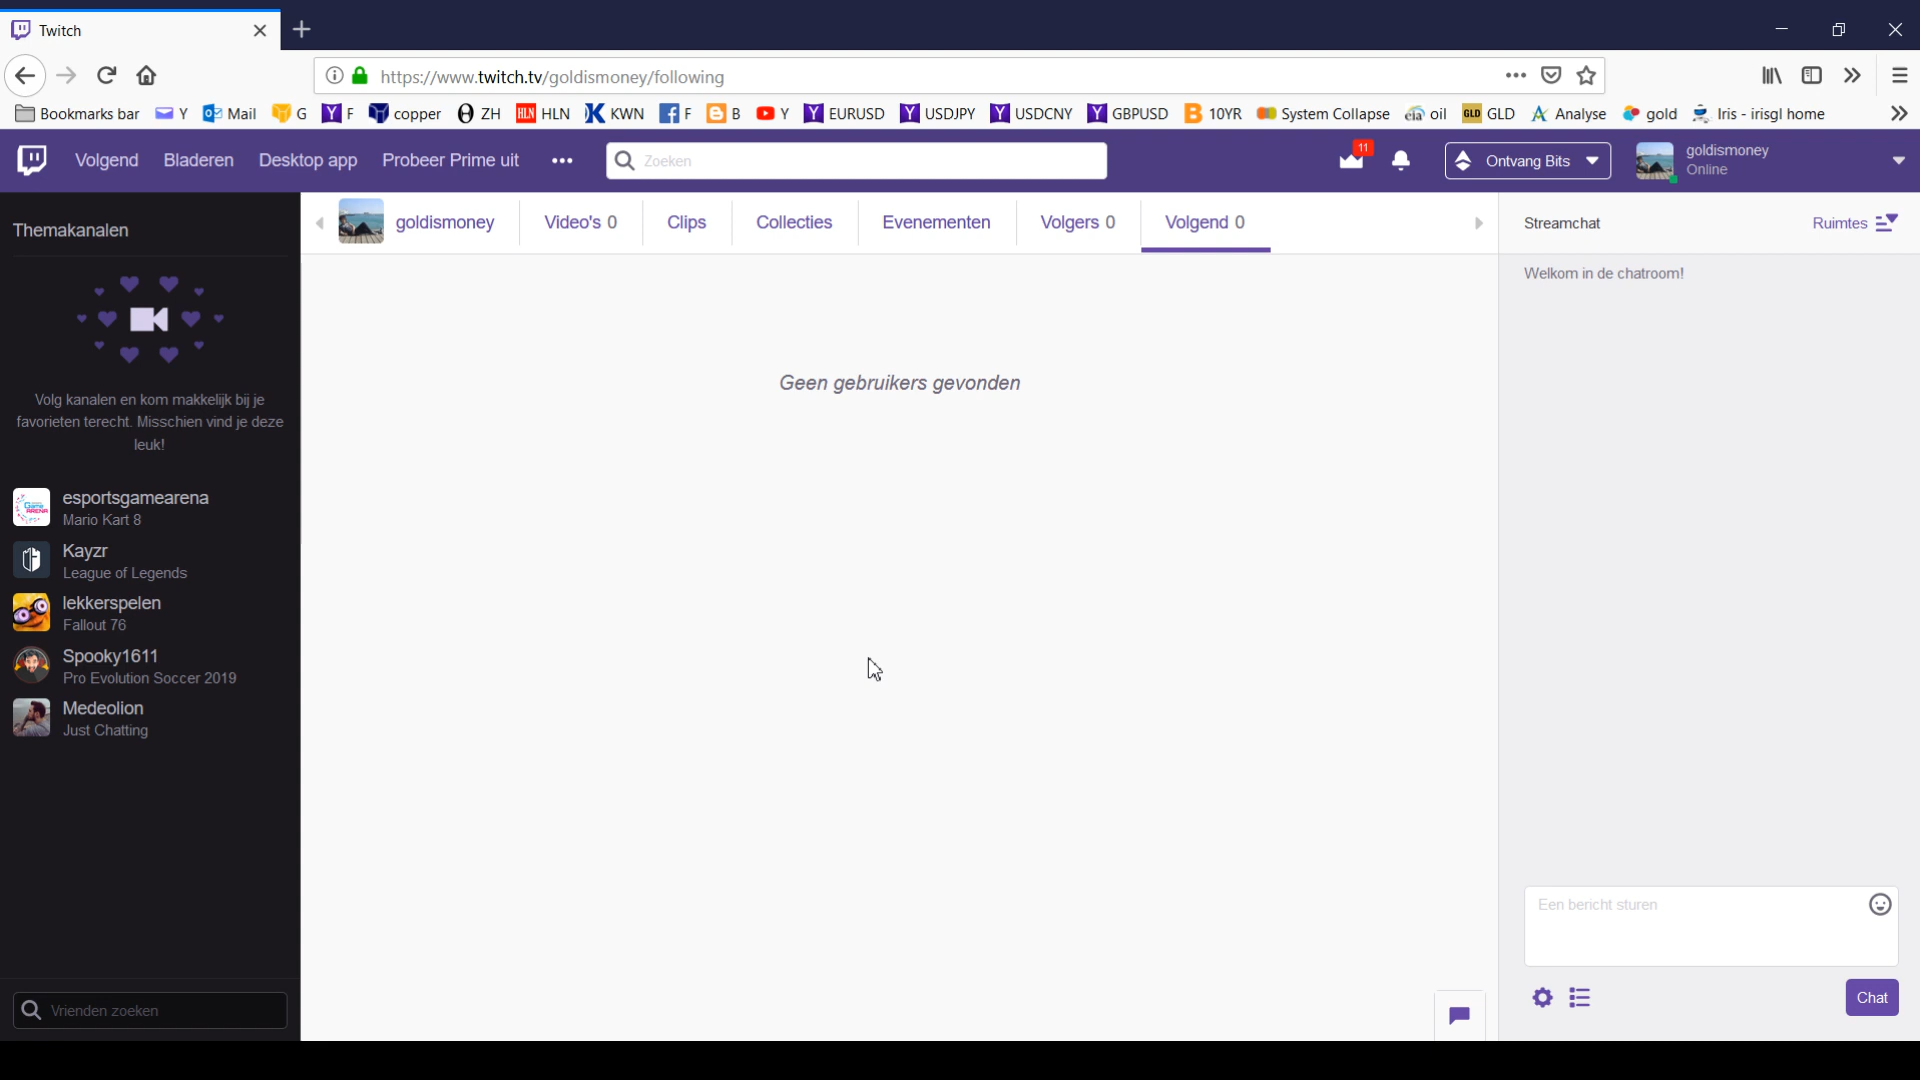 Twitch
https://www.twitch.tv/goldismoney/following
Bookmarks bar Y Mail G F copper ZH HLN HLN KWN F B Y EURUSD USDJPY USDCNY GBPUSD 10YR System Collapse eia oil GLD GLD Analyse gold Iris - irisgl home
Volgend Bladeren Desktop app Probeer Prime uit Zoeken 11 Ontvang Bits goldismoney
Online
Themakanalen
goldismoney Video's 0 Clips Collecties Evenementen Volgers 0 Volgend 0
Streamchat Ruimtes
Welkom in de chatroom!
Geen gebruikers gevonden
Volg kanalen en kom makkelijk bij je
favorieten terecht. Misschien vind je deze
leuk!
Game
ARENA
esportsgamearena
Mario Kart 8
Kayzr
League of Legends
lekkerspelen
Fallout 76
Spooky1611
Pro Evolution Soccer 2019
Medeolion
Just Chatting
Een bericht sturen
Chat
Vrienden zoeken